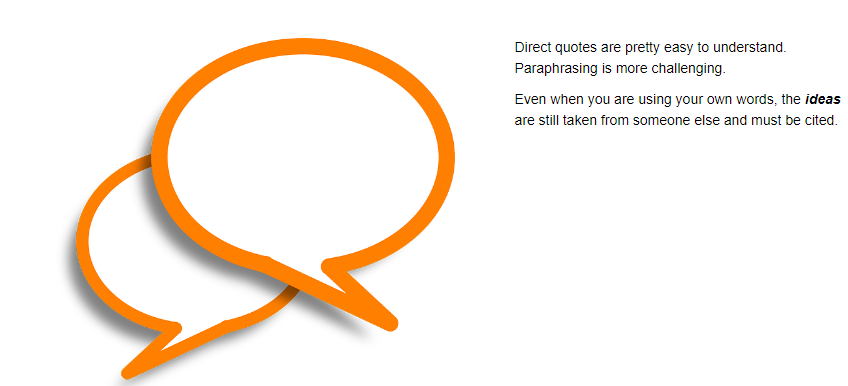 Direct quotes are pretty easy to understand.
Paraphrasing is more challenging.
Even when you are using your own words, the ideas
are still taken from someone else and must be cited.